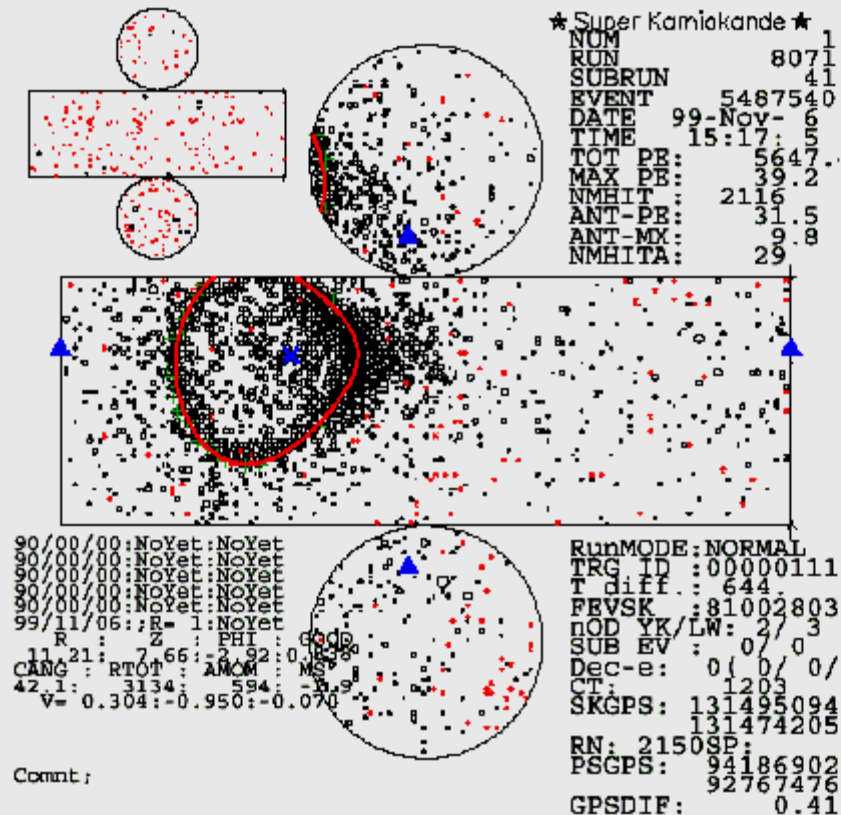 ★ Super Kamiokande ★
NUM 1
RUN 8071
SUBRUN 41
EVENT 5487540
DATE 99-Nov- 6
TIME 15:17: 5
TOT PE: 5647.
MAX PE: 39.2
NMHIT : 2116
ANT-PE: 31.5
ANT-MX: 9.8
NMHITA: 29
90/00/00:NoYet:NoYet
90/00/00:NoYet:NoYet
90/00/00:NoYet:NoYet
90/00/00:NoYet:NoYet
90/00/00:NoYet:NoYet
99/11/06:;R= 1:NoYet
R : Z : PHI : GOOD
11.21: 7.66:-2.92:
CANG : RTOT : AMOM : MS
42.1: 3134: 594:
V= 0.304:-0.950:-0.070
Comnt;
RunMODE:NORMAL
TRG ID :00000111
T diff.: 644.
FEVSK :81002803
nOD YK/LW: 2/ 3
SUB EV : 0/ 0
Dec-e: 0( 0/ 0/
CT: 1203
SKGPS: 131495094
131474205
RN: 2150SP:
PSGPS: 94186902
92767476
GPSDIF: 0.41